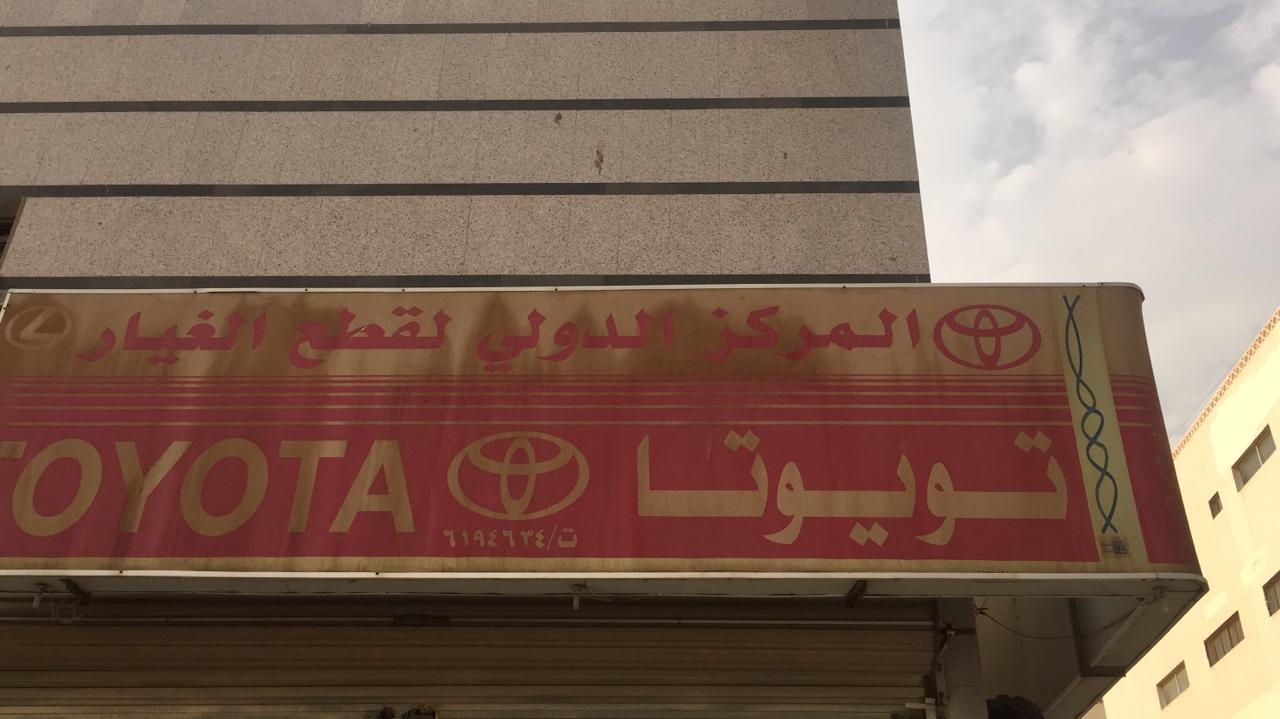 المركز الدولي لقطع الغيار
تويوتا TOYOTA
ت/٦١٩٤٦٣٤